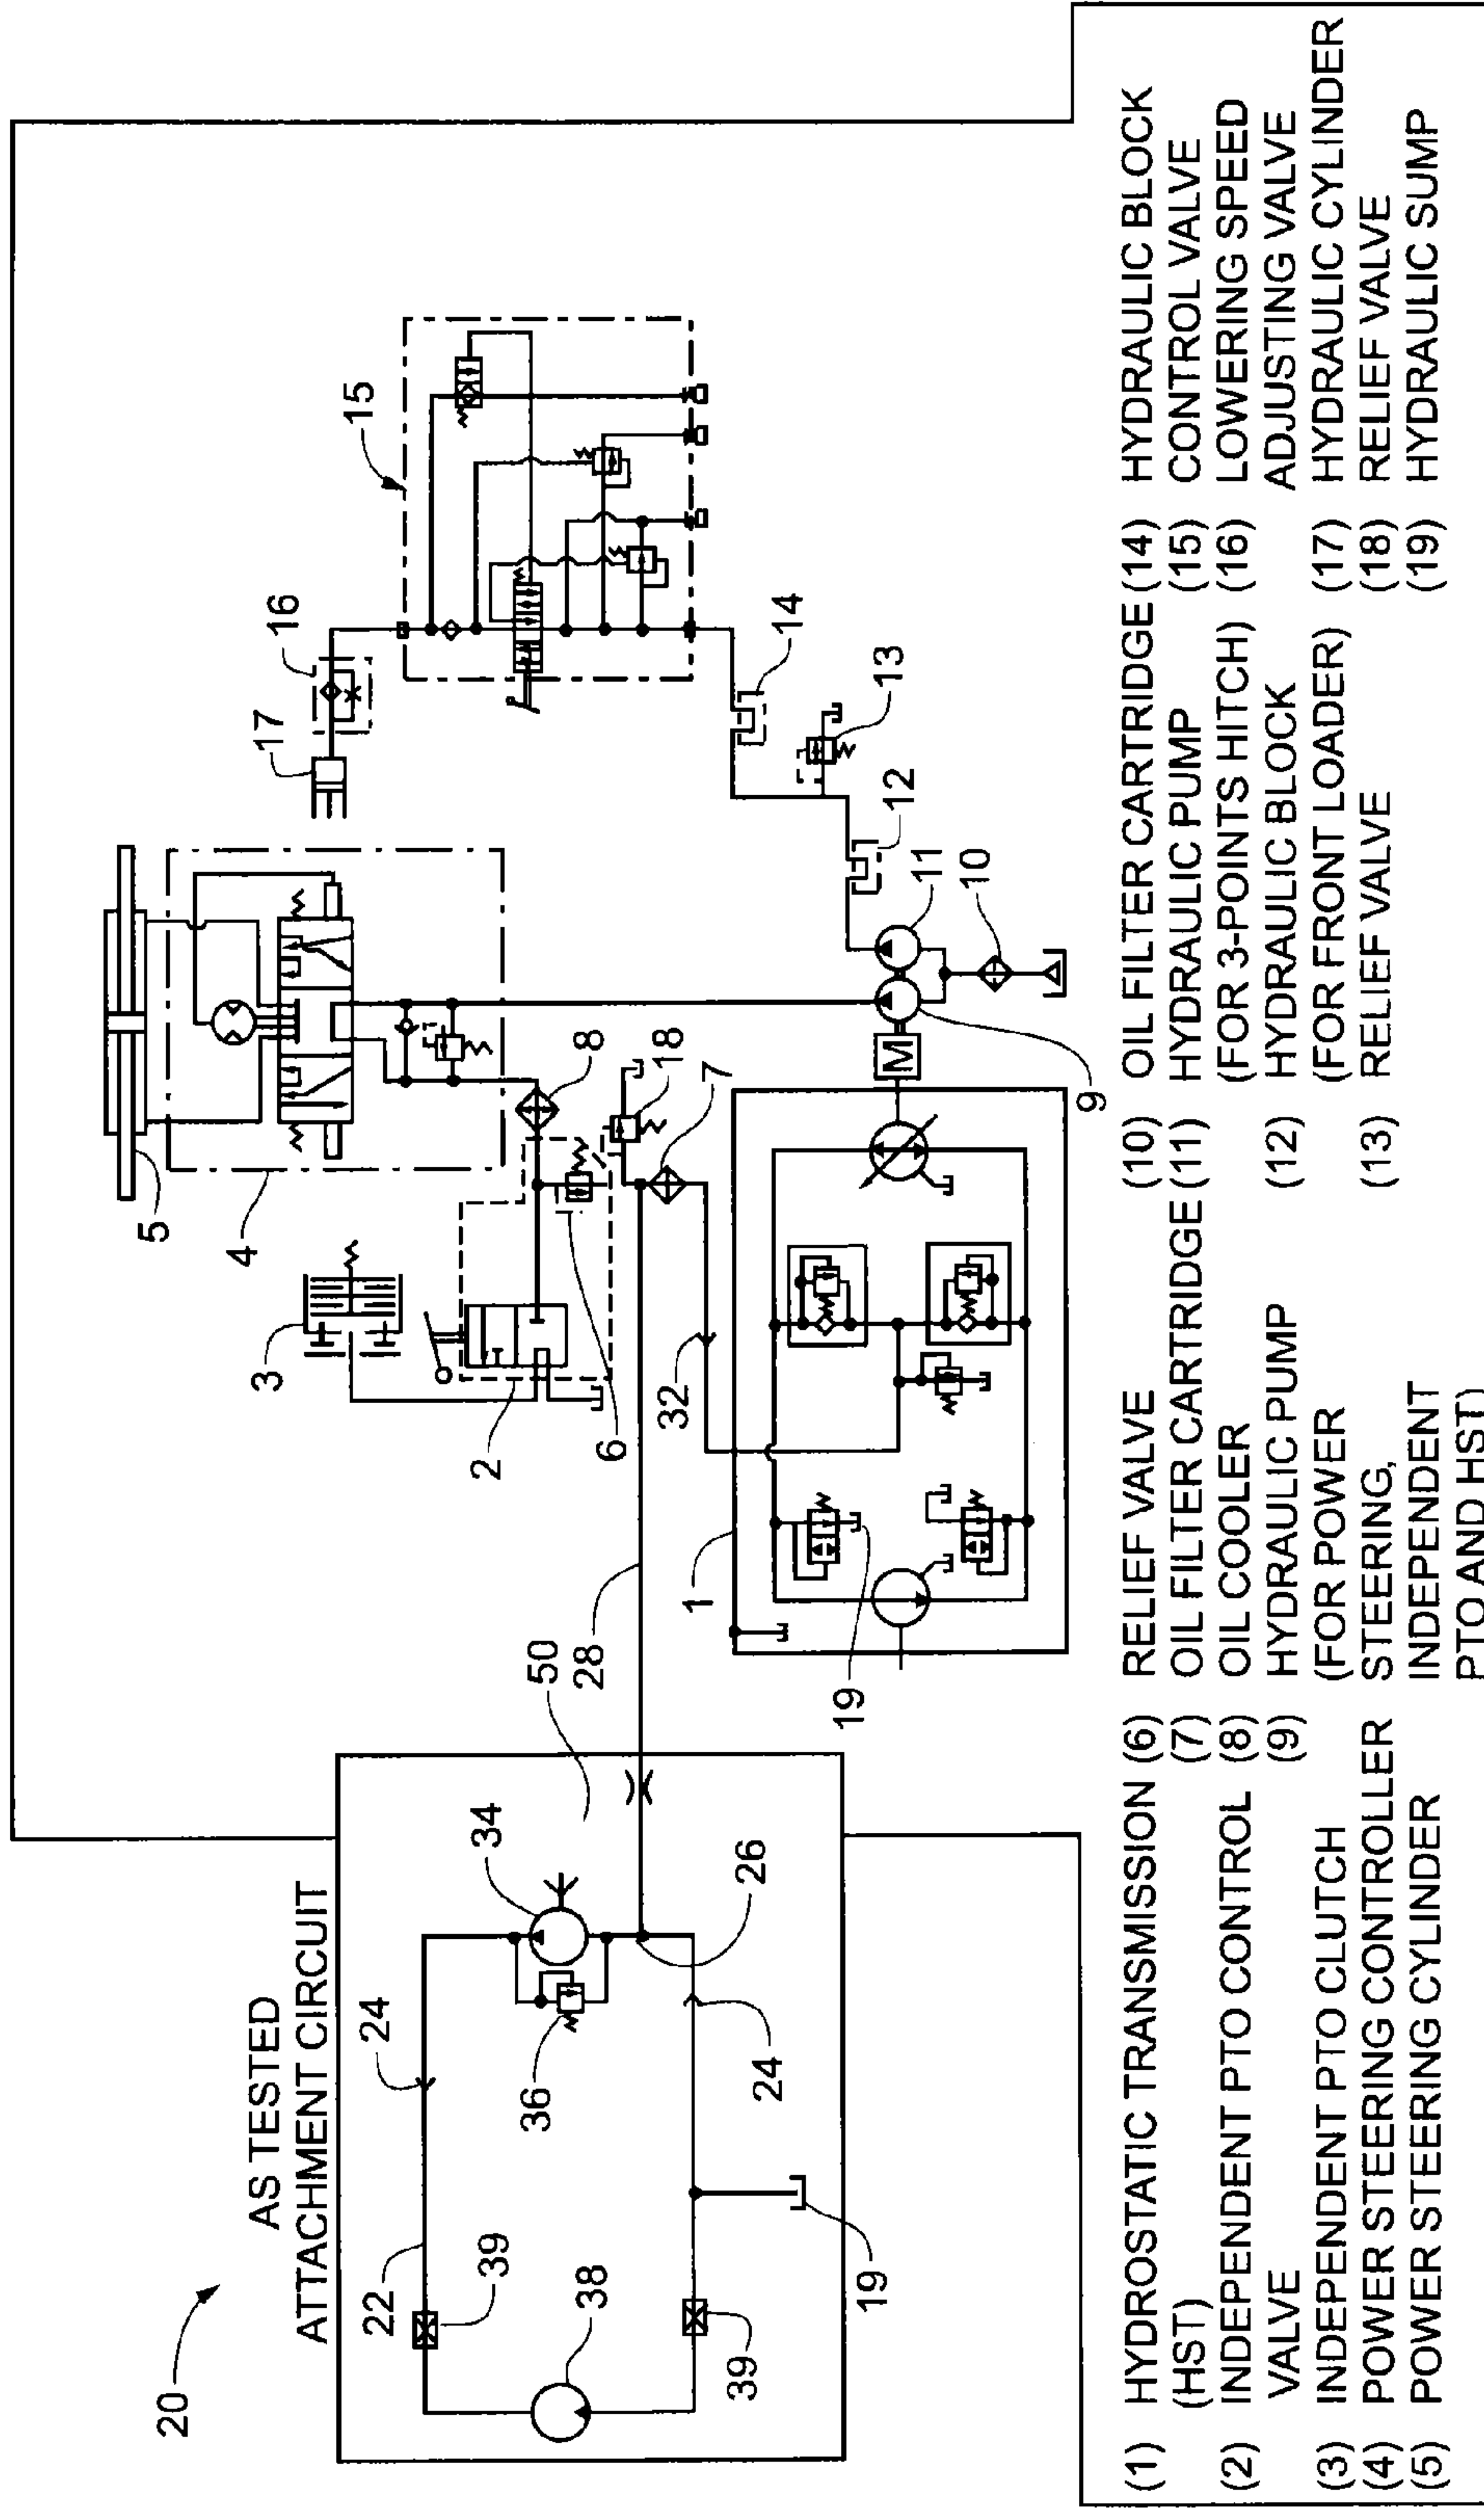 20
AS TESTED
ATTACHMENT CIRCUIT
22
24
39
38
39
19
36
34
26
24
50
28
5
4
3
2
6
32
1
19
8
18
7
M
9
17
16
15
14
13
12
11
10
(1) HYDROSTATIC TRANSMISSION
(HST)
(2) INDEPENDENT PTO CONTROL
VALVE
(3) INDEPENDENT PTO CLUTCH
(4) POWER STEERING CONTROLLER
(5) POWER STEERING CYLINDER
(6) RELIEF VALVE
(7) OIL FILTER CARTRIDGE
(8) OIL COOLER
(9) HYDRAULIC PUMP
(FOR POWER
STEERING,
INDEPENDENT
PTO AND HST)
(10) OIL FILTER CARTRIDGE
(11) HYDRAULIC PUMP
(FOR 3-POINTS HITCH)
(12) HYDRAULIC BLOCK
(FOR FRONT LOADER)
(13) RELIEF VALVE
(14) HYDRAULIC BLOCK
(15) CONTROL VALVE
(16) LOWERING SPEED
ADJUSTING VALVE
(17) HYDRAULIC CYLINDER
(18) RELIEF VALVE
(19) HYDRAULIC SUMP